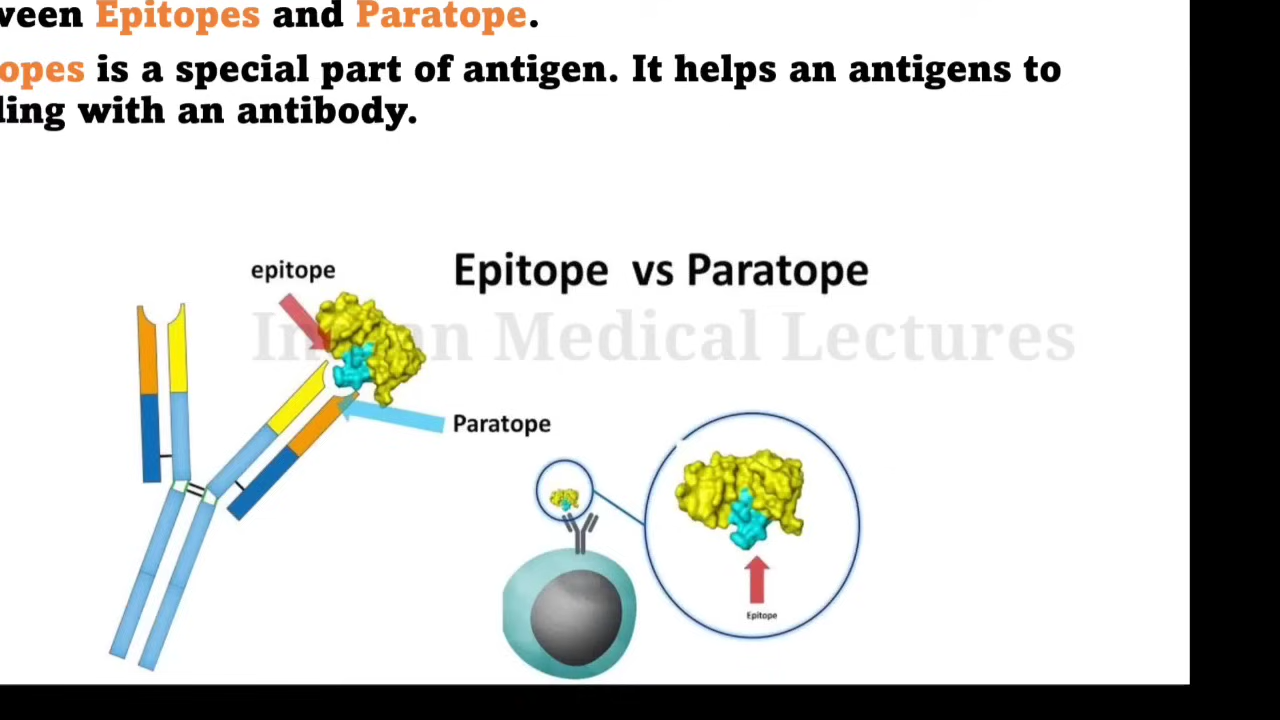 ween Epitopes and Paratope.
opes is a special part of antigen. It helps an antigens to
ling with an antibody.
epitope
Epitope vs Paratope
Medical Lectures
Paratope
Epitope